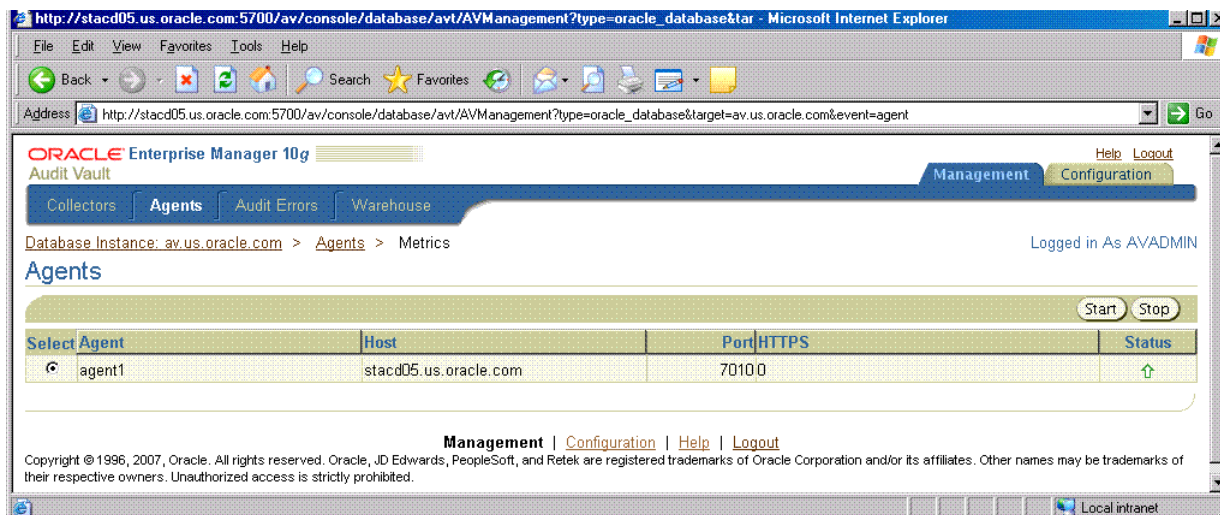 http://stacd05.us.oracle.com:5700/av/console/database/avt/AVManagement?type=oracle_database&tar - Microsoft Internet Explorer
File Edit View Favorites Tools Help
Back Search Favorites
Address http://stacd05.us.oracle.com:5700/av/console/database/avt/AVManagement?type=oracle_database&target=av.us.oracle.com&event=agent Go
ORACLE Enterprise Manager 10g Help Logout
Audit Vault Management Configuration
Collectors Agents Audit Errors Warehouse
Database Instance: av.us.oracle.com > Agents > Metrics Logged in As AVADMIN
Agents
Start Stop
Select Agent Host Port HTTPS Status
agent1 stacd05.us.oracle.com 7010 0
Management | Configuration | Help | Logout
Copyright © 1996, 2007, Oracle. All rights reserved. Oracle, JD Edwards, PeopleSoft, and Retek are registered trademarks of Oracle Corporation and/or its affiliates. Other names may be trademarks of
their respective owners. Unauthorized access is strictly prohibited.
Local intranet